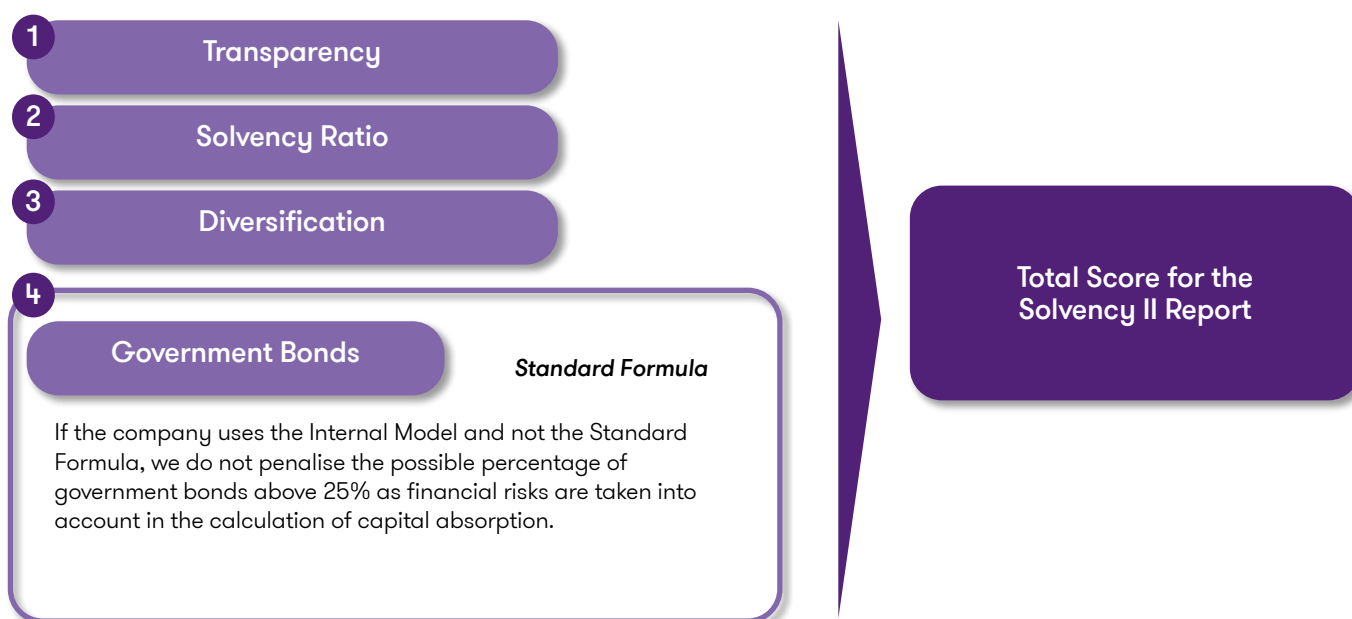 1
Transparency
2
Solvency Ratio
3
Diversification
4
Government Bonds
Standard Formula
If the company uses the Internal Model and not the Standard
Formula, we do not penalise the possible percentage of
government bonds above 25% as financial risks are taken into
account in the calculation of capital absorption.
Total Score for the
Solvency II Report